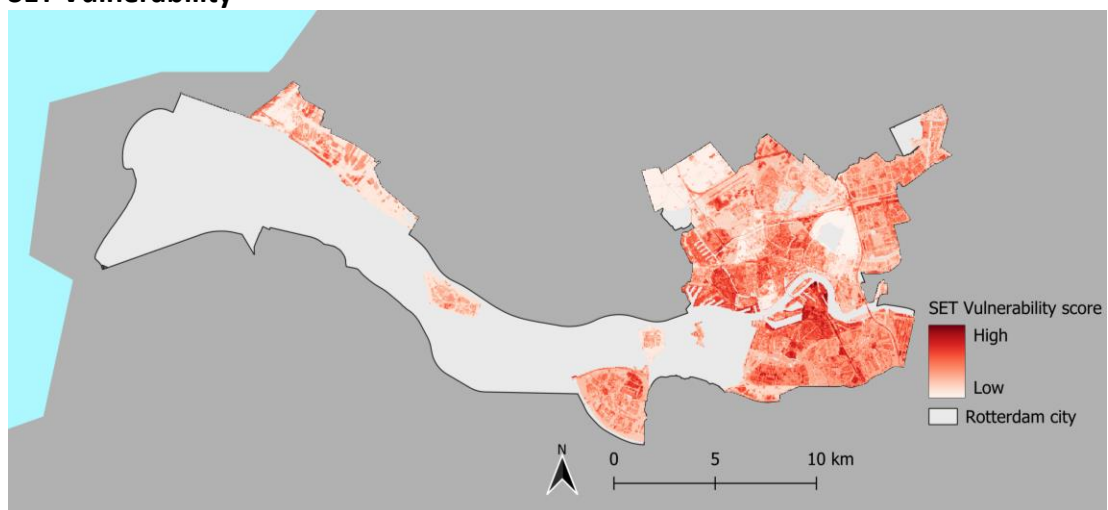 SET Vulnerability
SET Vulnerability score
High
Low
Rotterdam city
N
0 5 10 km